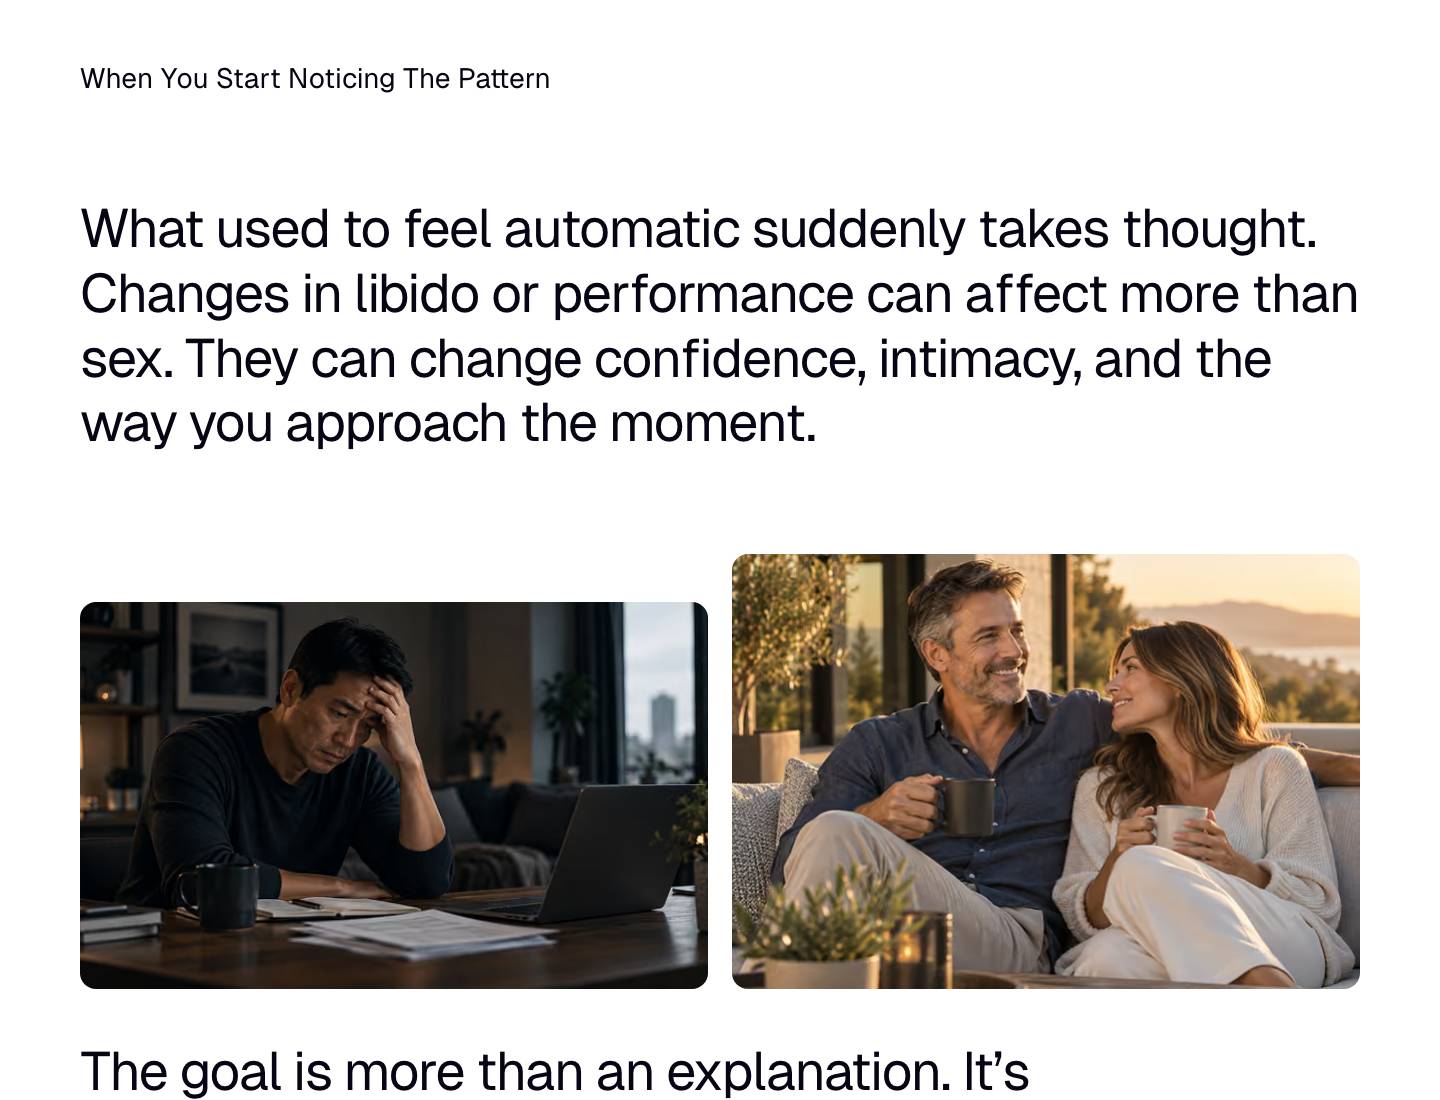 When You Start Noticing The Pattern
What used to feel automatic suddenly takes thought.
Changes in libido or performance can affect more than
sex. They can change confidence, intimacy, and the
way you approach the moment.
The goal is more than an explanation. It’s